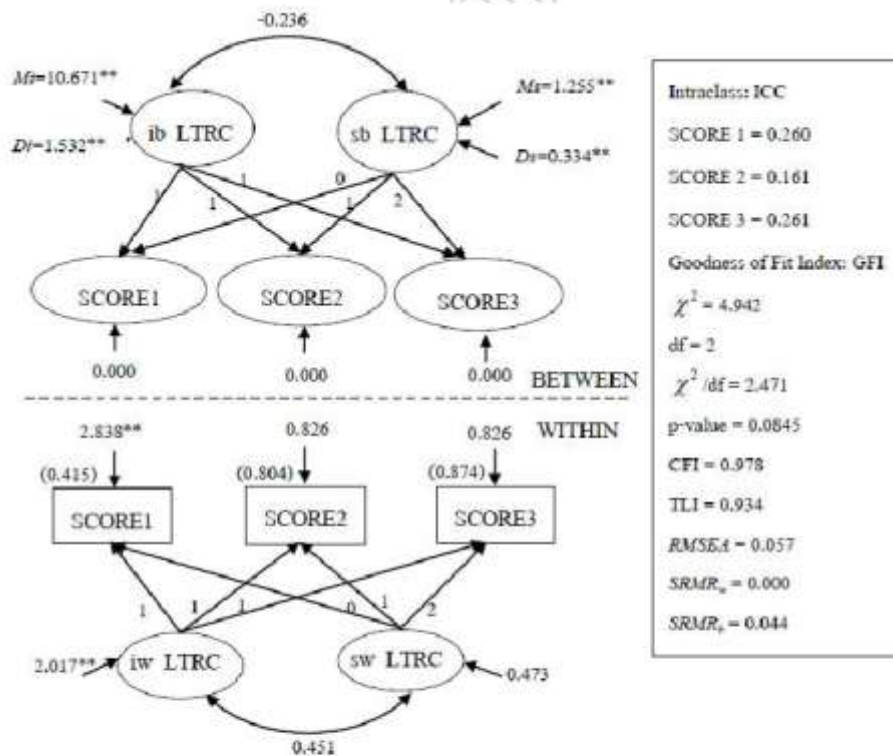 -0.236
Mi=10.671**
Ms=1.255**
ib LTRC
sb LTRC
Di=1.532**
Ds=0.334**
1 1 1 0 1 2
SCORE1
SCORE2
SCORE3
0.000
0.000
0.000
BETWEEN
WITHIN
2.838**
0.826
0.826
(0.415)
(0.804)
(0.874)
SCORE1
SCORE2
SCORE3
1 1 1 0 1 2
iw LTRC
sw LTRC
2.017**
0.473
0.451
Intraclass: ICC
SCORE 1 = 0.260
SCORE 2 = 0.161
SCORE 3 = 0.261
Goodness of Fit Index: GFI
χ² = 4.942
df = 2
χ² /df = 2.471
p-value = 0.0845
CFI = 0.978
TLI = 0.934
RMSEA = 0.057
SRMRw = 0.000
SRMRb = 0.044